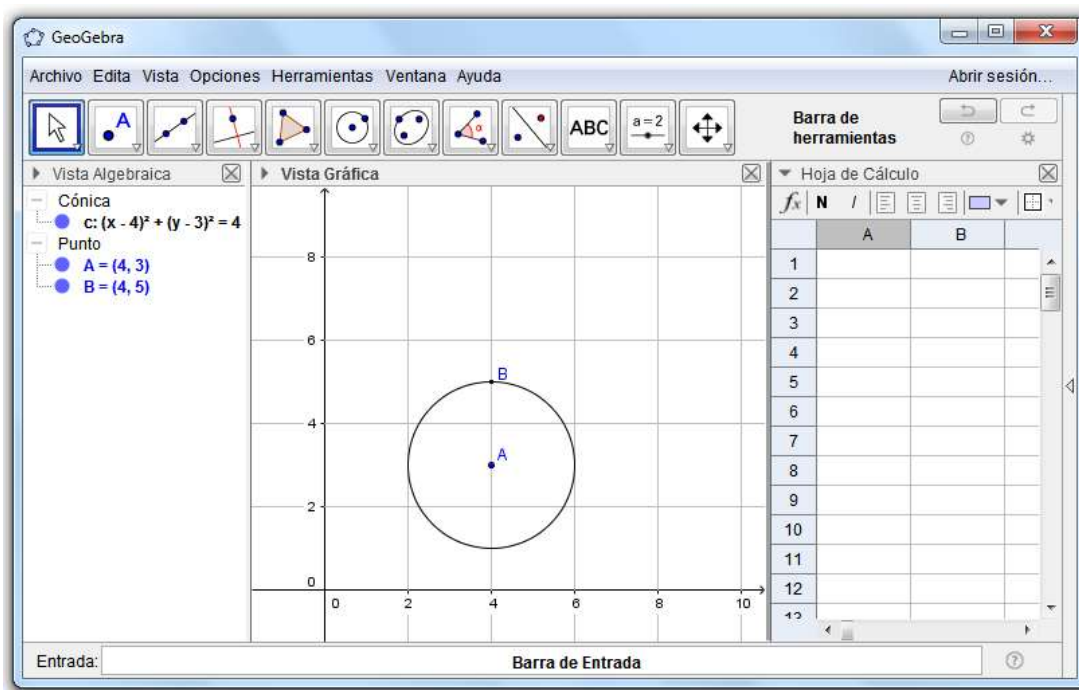 GeoGebra
Archivo Edita Vista Opciones Herramientas Ventana Ayuda
Abrir sesión...
A
α
ABC
a = 2
Barra de
herramientas
Vista Algebraica
Cónica
c: (x - 4)² + (y - 3)² = 4
Punto
A = (4, 3)
B = (4, 5)
Vista Gráfica
8
6
4
2
0
0 2 4 6 8 10
B
A
Hoja de Cálculo
fx N I
A B
1
2
3
4
5
6
7
8
9
10
11
12
Entrada:
Barra de Entrada